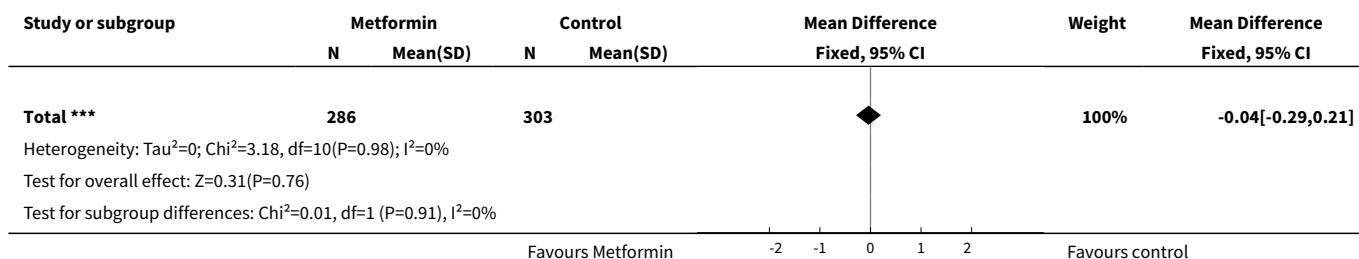 Study or subgroup Metformin Control Mean Difference Weight Mean Difference
N Mean(SD) N Mean(SD) Fixed, 95% CI Fixed, 95% CI
Total *** 286 303 100% -0.04[-0.29,0.21]
Heterogeneity: Tau²=0; Chi²=3.18, df=10(P=0.98); I²=0%
Test for overall effect: Z=0.31(P=0.76)
Test for subgroup differences: Chi²=0.01, df=1 (P=0.91), I²=0%
Favours Metformin -2 -1 0 1 2 Favours control